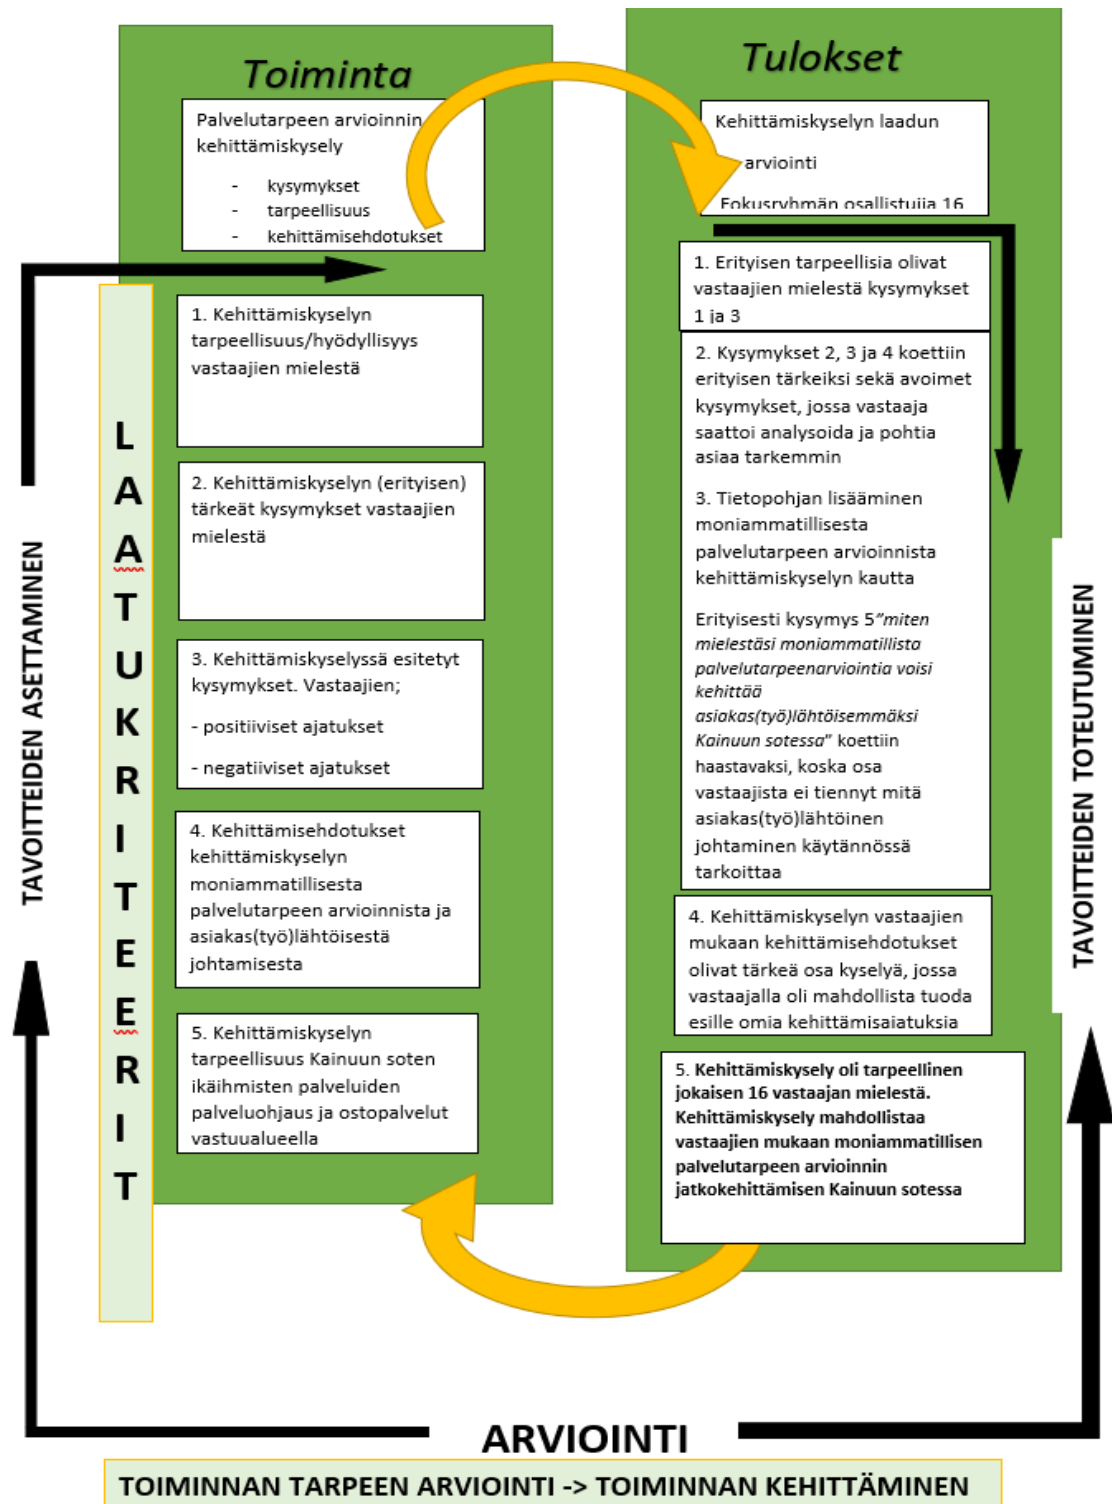 Toiminta
Palvelutarpeen arvioinnin
kehittämiskysely
- kysymykset
- tarpeellisuus
- kehittämisehdotukset
LAATUKRITEERIT
TAVOITTEIDEN ASETTAMINEN
1. Kehittämiskyselyn
tarpeellisuus/hyödyllisyys
vastaajien mielestä
2. Kehittämiskyselyn (erityisen)
tärkeät kysymykset vastaajien
mielestä
3. Kehittämiskyselyssä esitetyt
kysymykset. Vastaajien;
- positiiviset ajatukset
- negatiiviset ajatukset
4. Kehittämisehdotukset
kehittämiskyselyn
moniammatillisesta
palvelutarpeen arvioinnista ja
asiakas(työ)lähtöisestä
johtamisesta
5. Kehittämiskyselyn
tarpeellisuus Kainuun soten
ikäihmisten palveluiden
palveluohjaus ja ostopalvelut
vastuualueella
Tulokset
Kehittämiskyselyn laadun
arviointi
Fokusryhmän osallistujia 16
1. Erityisen tarpeellisia olivat
vastaajien mielestä kysymykset
1 ja 3
2. Kysymykset 2, 3 ja 4 koettiin
erityisen tärkeiksi sekä avoimet
kysymykset, jossa vastaaja
saattoi analysoida ja pohtia
asiaa tarkemmin
3. Tietopohjan lisääminen
moniammatillisesta
palvelutarpeen arvioinnista
kehittämiskyselyn kautta
Erityisesti kysymys 5”miten
mielestäsi moniammatillista
palvelutarpeenarviointia voisi
kehittää
asiakas(työ)lähtöisemmäksi
Kainuun sotessa” koettiin
haastavaksi, koska osa
vastaajista ei tiennyt mitä
asiakas(työ)lähtöinen
johtaminen käytännössä
tarkoittaa
4. Kehittämiskyselyn vastaajien
mukaan kehittämisehdotukset
olivat tärkeä osa kyselyä, jossa
vastaajalla oli mahdollista tuoda
esille omia kehittämisajatuksia
5. Kehittämiskysely oli tarpeellinen
jokaisen 16 vastaajan mielestä.
Kehittämiskysely mahdollistaa
vastaajien mukaan moniammatillisen
palvelutarpeen arvioinnin
jatkokehittämisen Kainuun sotessa
TAVOITTEIDEN TOTEUTUMINEN
ARVIOINTI
TOIMINNAN TARPEEN ARVIOINTI -> TOIMINNAN KEHITTÄMINEN